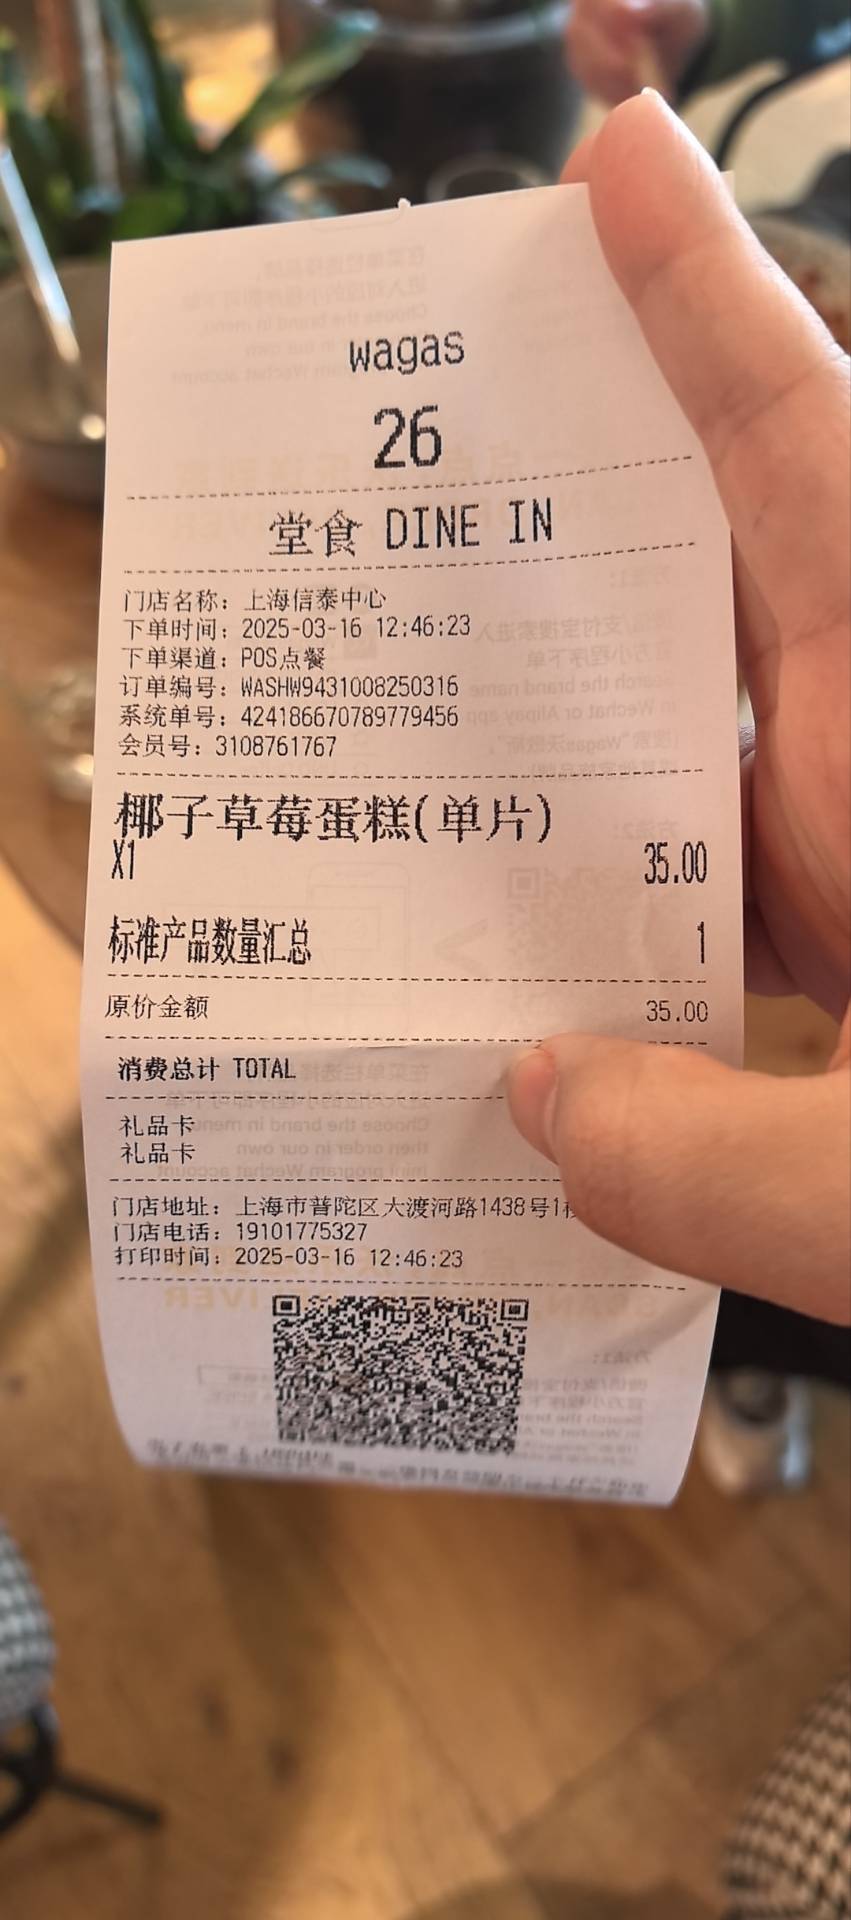 wagas
26
堂食 DINE IN
门店名称：上海信泰中心
下单时间：2025-03-16 12:46:23
下单渠道：POS点餐
订单编号：WASHW9431008250316
系统单号：424186670789779456
会员号：3108761767
椰子草莓蛋糕(单片)
X1 35.00
标准产品数量汇总 1
原价金额 35.00
消费总计 TOTAL
礼品卡
礼品卡
门店地址：上海市普陀区大渡河路1438号1
门店电话：19101775327
打印时间：2025-03-16 12:46:23